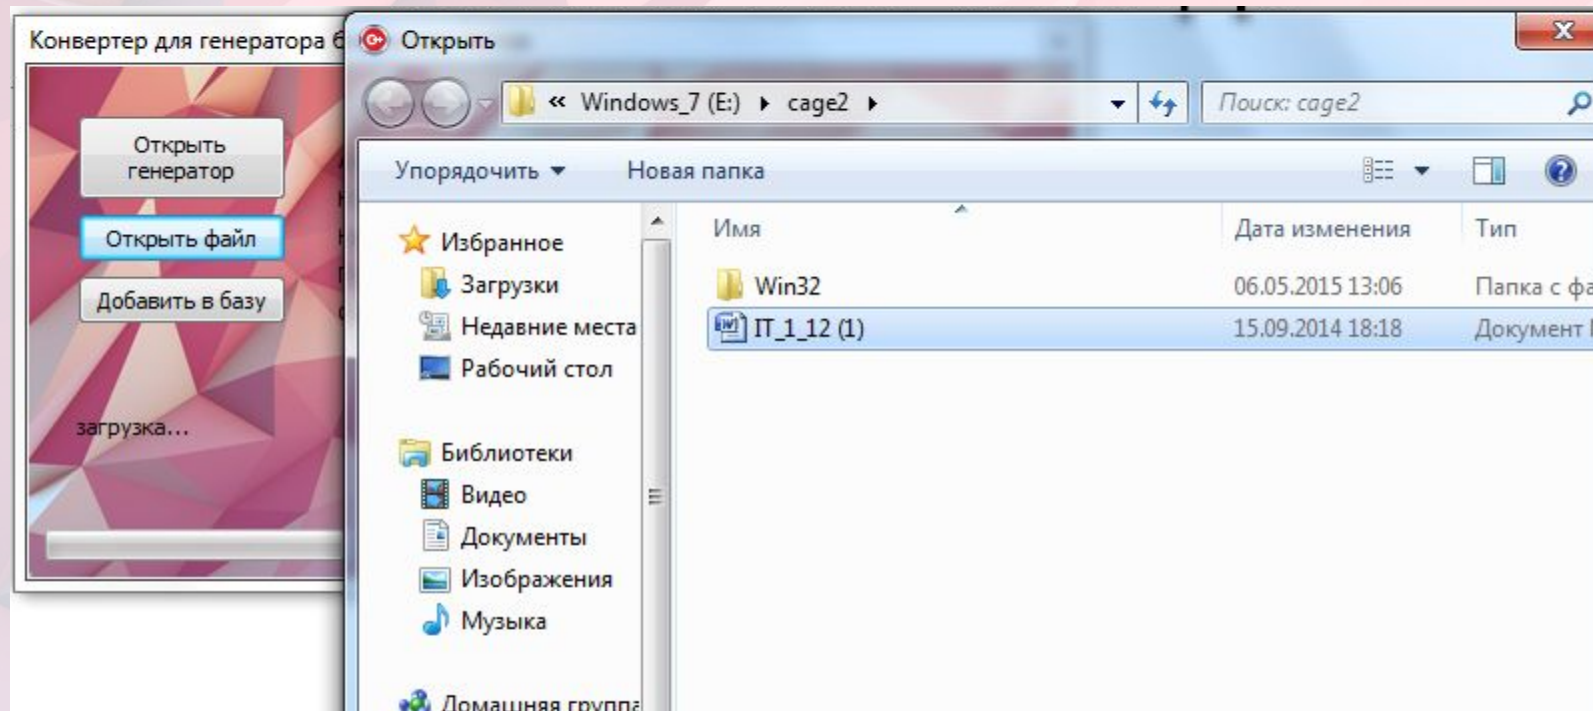 Конвертер для генератора б
Открыть
генератор
Открыть файл
Добавить в базу
загрузка...
Открыть
« Windows_7 (E:) ▸ cage2 ▸
Поиск: cage2
Упорядочить
Новая папка
Избранное
Загрузки
Недавние места
Рабочий стол
Библиотеки
Видео
Документы
Изображения
Музыка
Домашняя группа
Имя
Дата изменения
Тип
Win32
06.05.2015 13:06
Папка с фа
IT_1_12 (1)
15.09.2014 18:18
Документ